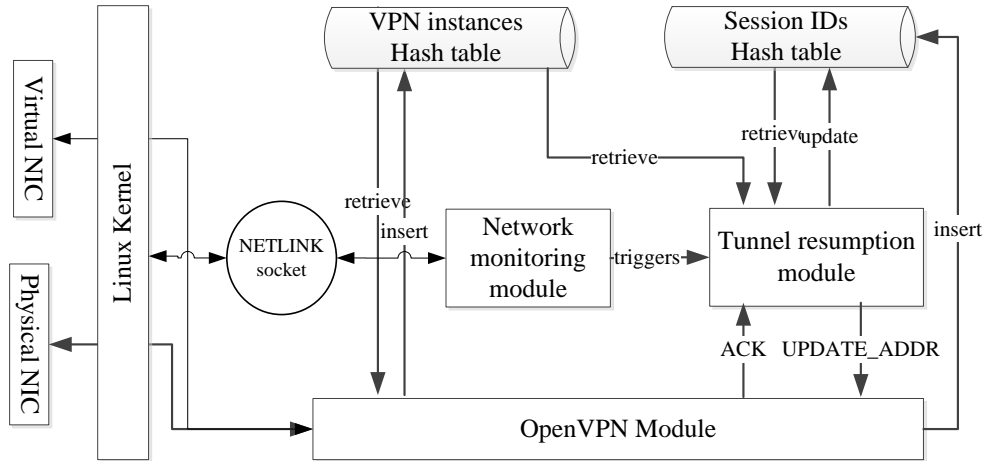 VPN instances
Hash table
Session IDs
Hash table
Virtual NIC
Linux Kernel
retrieve
update
retrieve
retrieve
insert
NETLINK
socket
Network
monitoring
module
triggers
Tunnel resumption
module
insert
Physical NIC
ACK
UPDATE_ADDR
OpenVPN Module